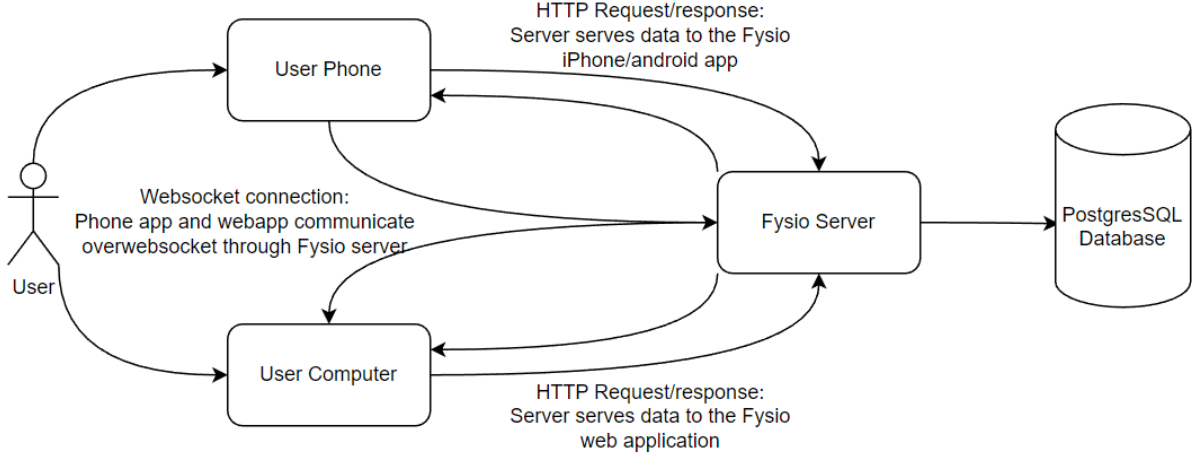 HTTP Request/response:
Server serves data to the Fysio
iPhone/android app
User Phone
Websocket connection:
Phone app and webapp communicate
overwebsocket through Fysio server
User
Fysio Server
PostgresSQL
Database
User Computer
HTTP Request/response:
Server serves data to the Fysio
web application